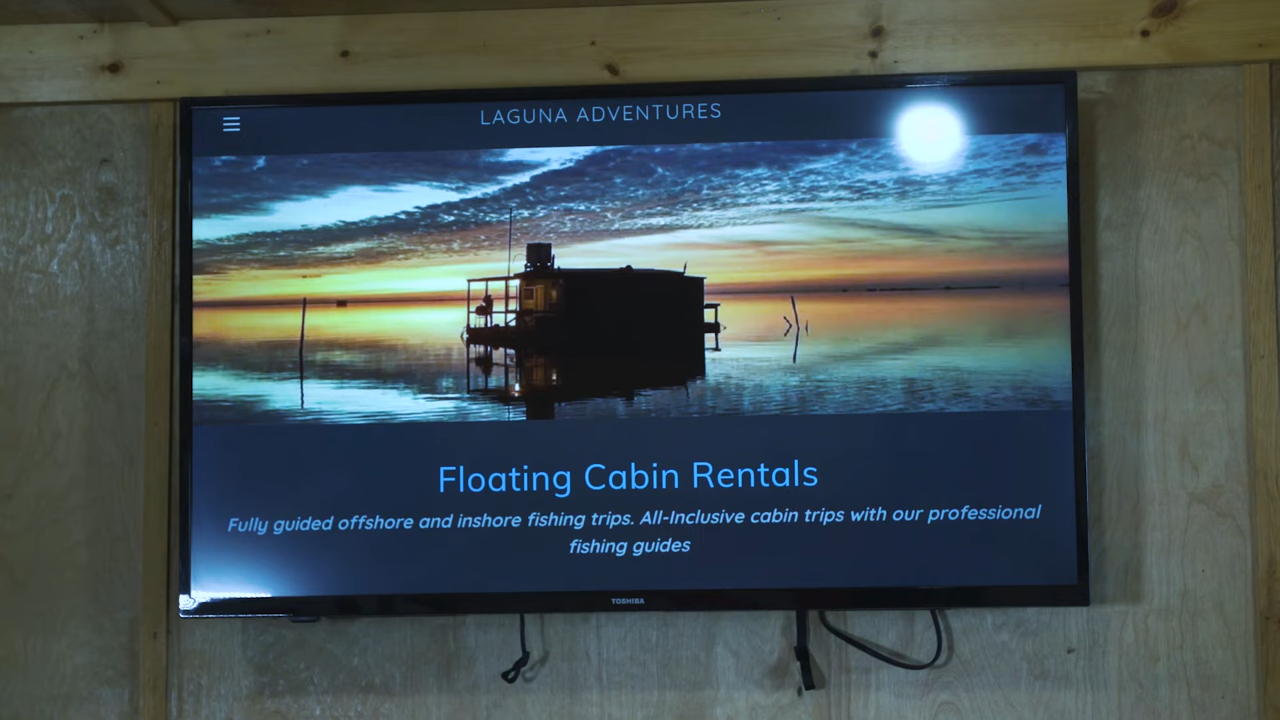 LAGUNA ADVENTURES
Floating Cabin Rentals
Fully guided offshore and inshore fishing trips. All-Inclusive cabin trips with our professional
fishing guides
TOSHIBA